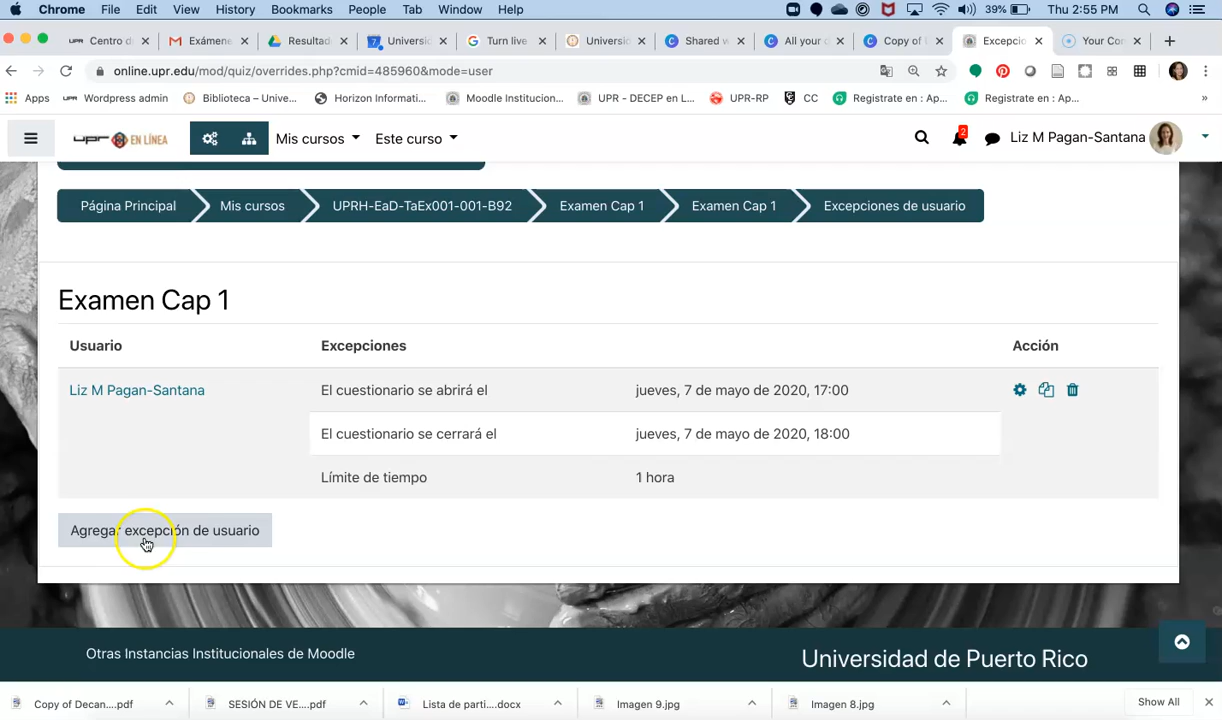 Chrome File Edit View History Bookmarks People Tab Window Help 39% Thu 2:55 PM
Centro d Exámene Resultad Universi Turn live Universi Shared w All your d Copy of L Excepcio Your Con
online.upr.edu/mod/quiz/overrides.php?cmid=485960&mode=user
Apps Wordpress admin Biblioteca – Unive... Horizon Informati... Moodle Institucion... UPR - DECEP en L... UPR-RP CC Registrate en : Ap... Registrate en : Ap... »
upr EN LÍNEA Mis cursos Este curso 2 Liz M Pagan-Santana
Página Principal Mis cursos UPRH-EaD-TaEx001-001-B92 Examen Cap 1 Examen Cap 1 Excepciones de usuario
Examen Cap 1
Usuario Excepciones Acción
Liz M Pagan-Santana El cuestionario se abrirá el jueves, 7 de mayo de 2020, 17:00
El cuestionario se cerrará el jueves, 7 de mayo de 2020, 18:00
Límite de tiempo 1 hora
Agregar excepción de usuario
Otras Instancias Institucionales de Moodle
Universidad de Puerto Rico
Copy of Decan....pdf SESIÓN DE VE....pdf Lista de parti....docx Imagen 9.jpg Imagen 8.jpg Show All